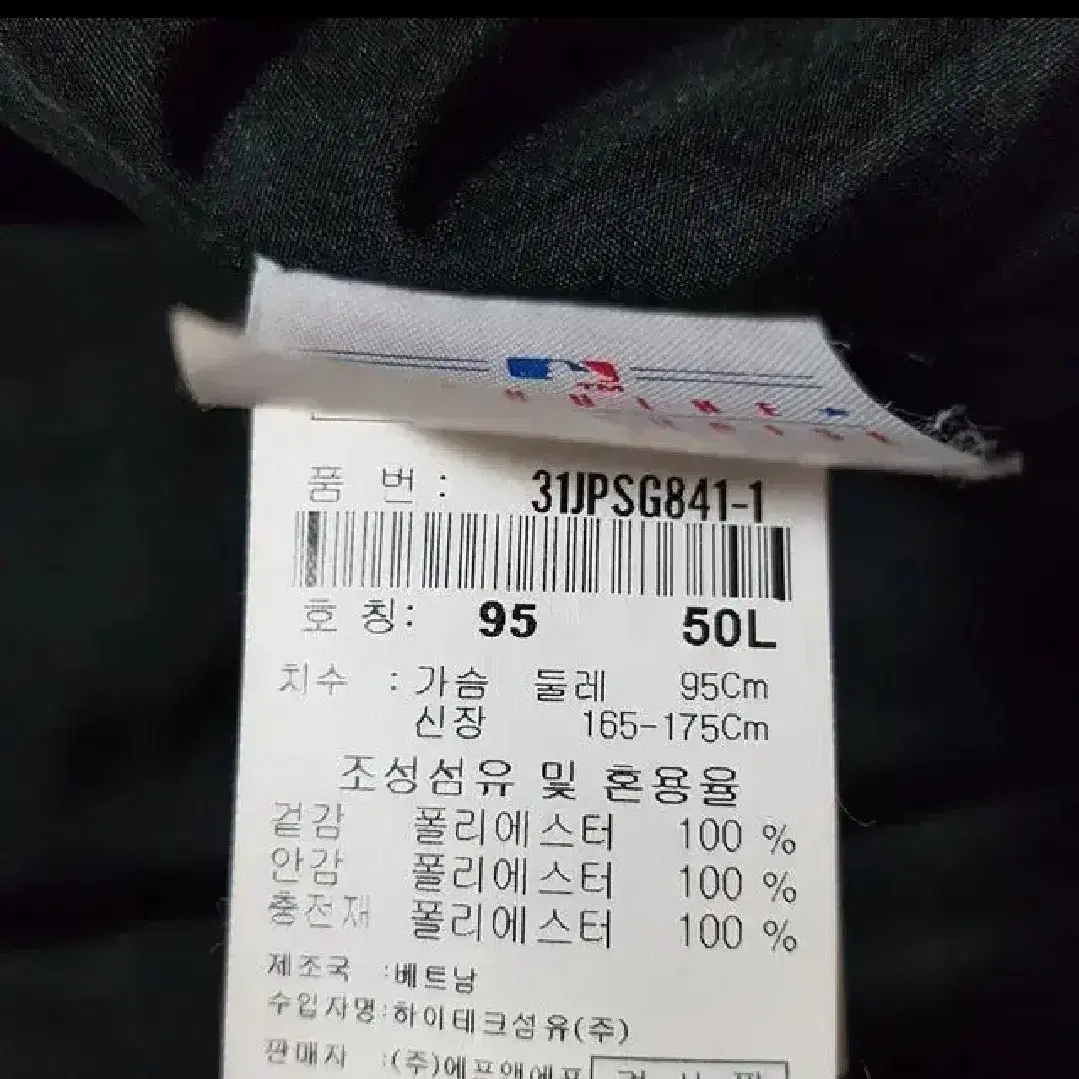 TM
품 번 : 31JPSG841-1
호 칭: 95 50L
치수 : 가슴 둘레 95Cm
신장 165-175Cm
조성섬유 및 혼용율
겉감 폴리에스터 100 %
안감 폴리에스터 100 %
충전재 폴리에스터 100 %
제조국 :베트남
수입자명:하이테크섬유(주)
판매자 :(주)에프앤에프